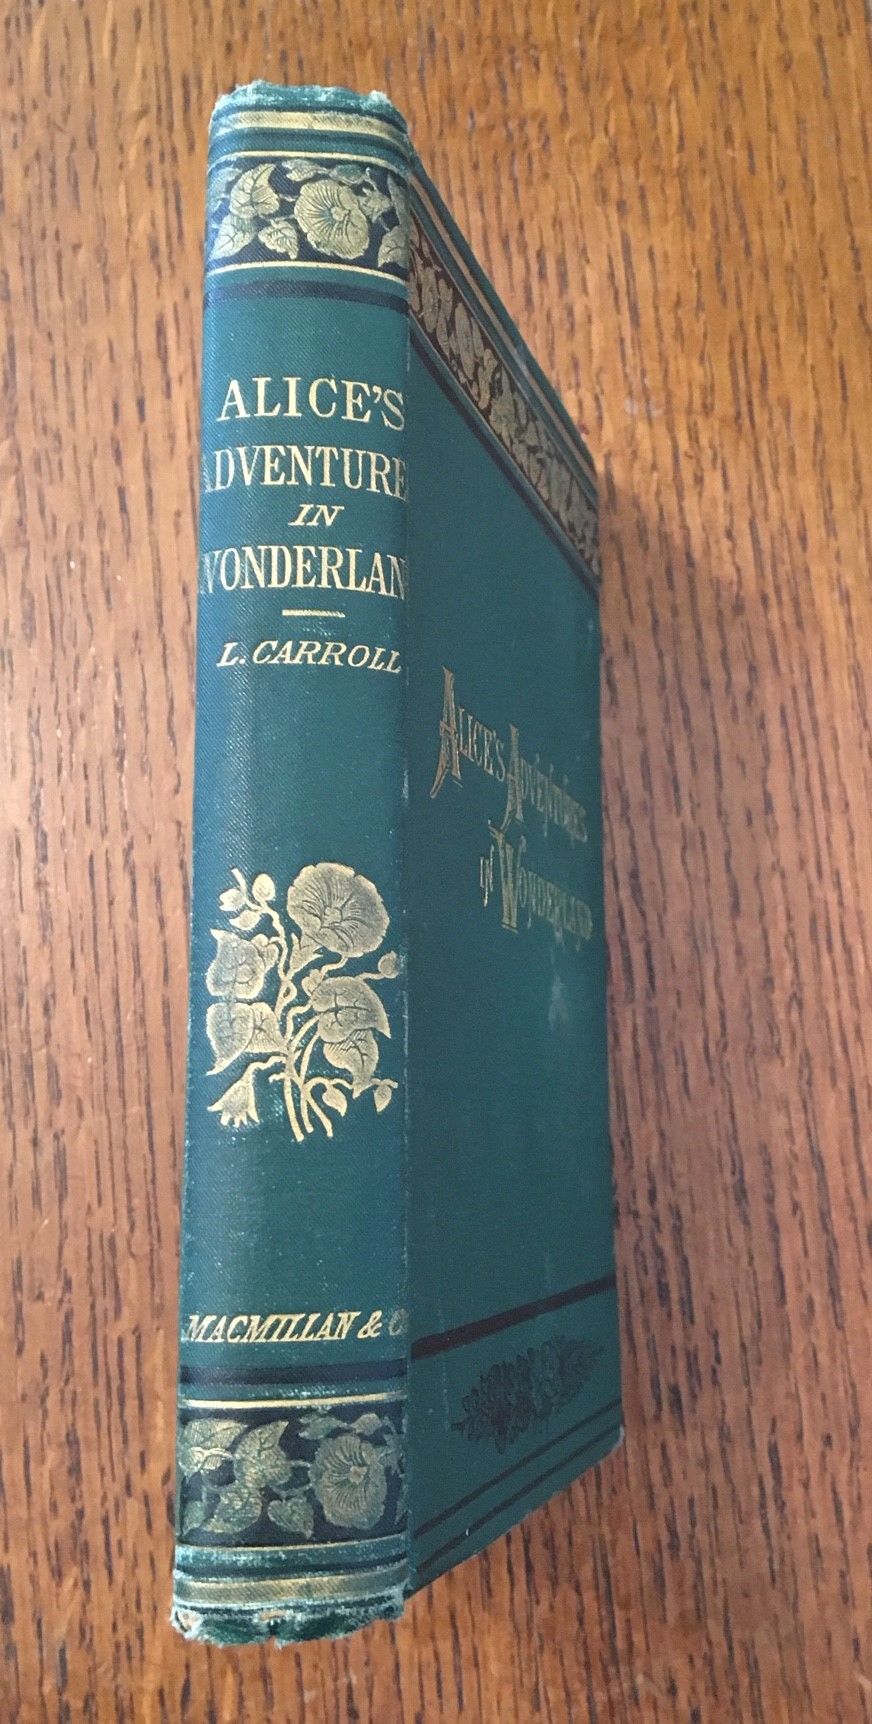 ALICE'S
ADVENTURE
IN
WONDERLAN
L. CARROLL
MACMILLAN & C
ALICE'S ADVENTURES
IN WONDERLAND